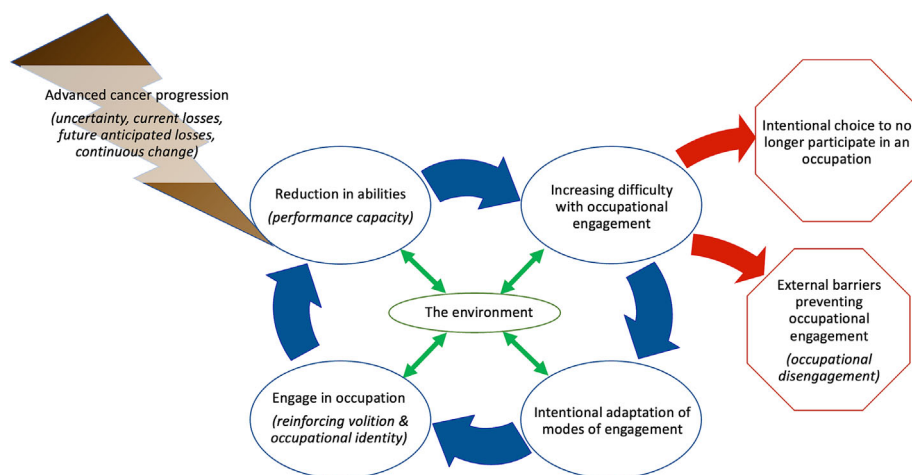 Advanced cancer progression
(uncertainty, current losses,
future anticipated losses,
continuous change)
Reduction in abilities
(performance capacity)
Increasing difficulty
with occupational
engagement
Intentional choice to no
longer participate in an
occupation
External barriers
preventing
occupational
engagement
(occupational
disengagement)
The environment
Engage in occupation
(reinforcing volition &
occupational identity)
Intentional adaptation of
modes of engagement